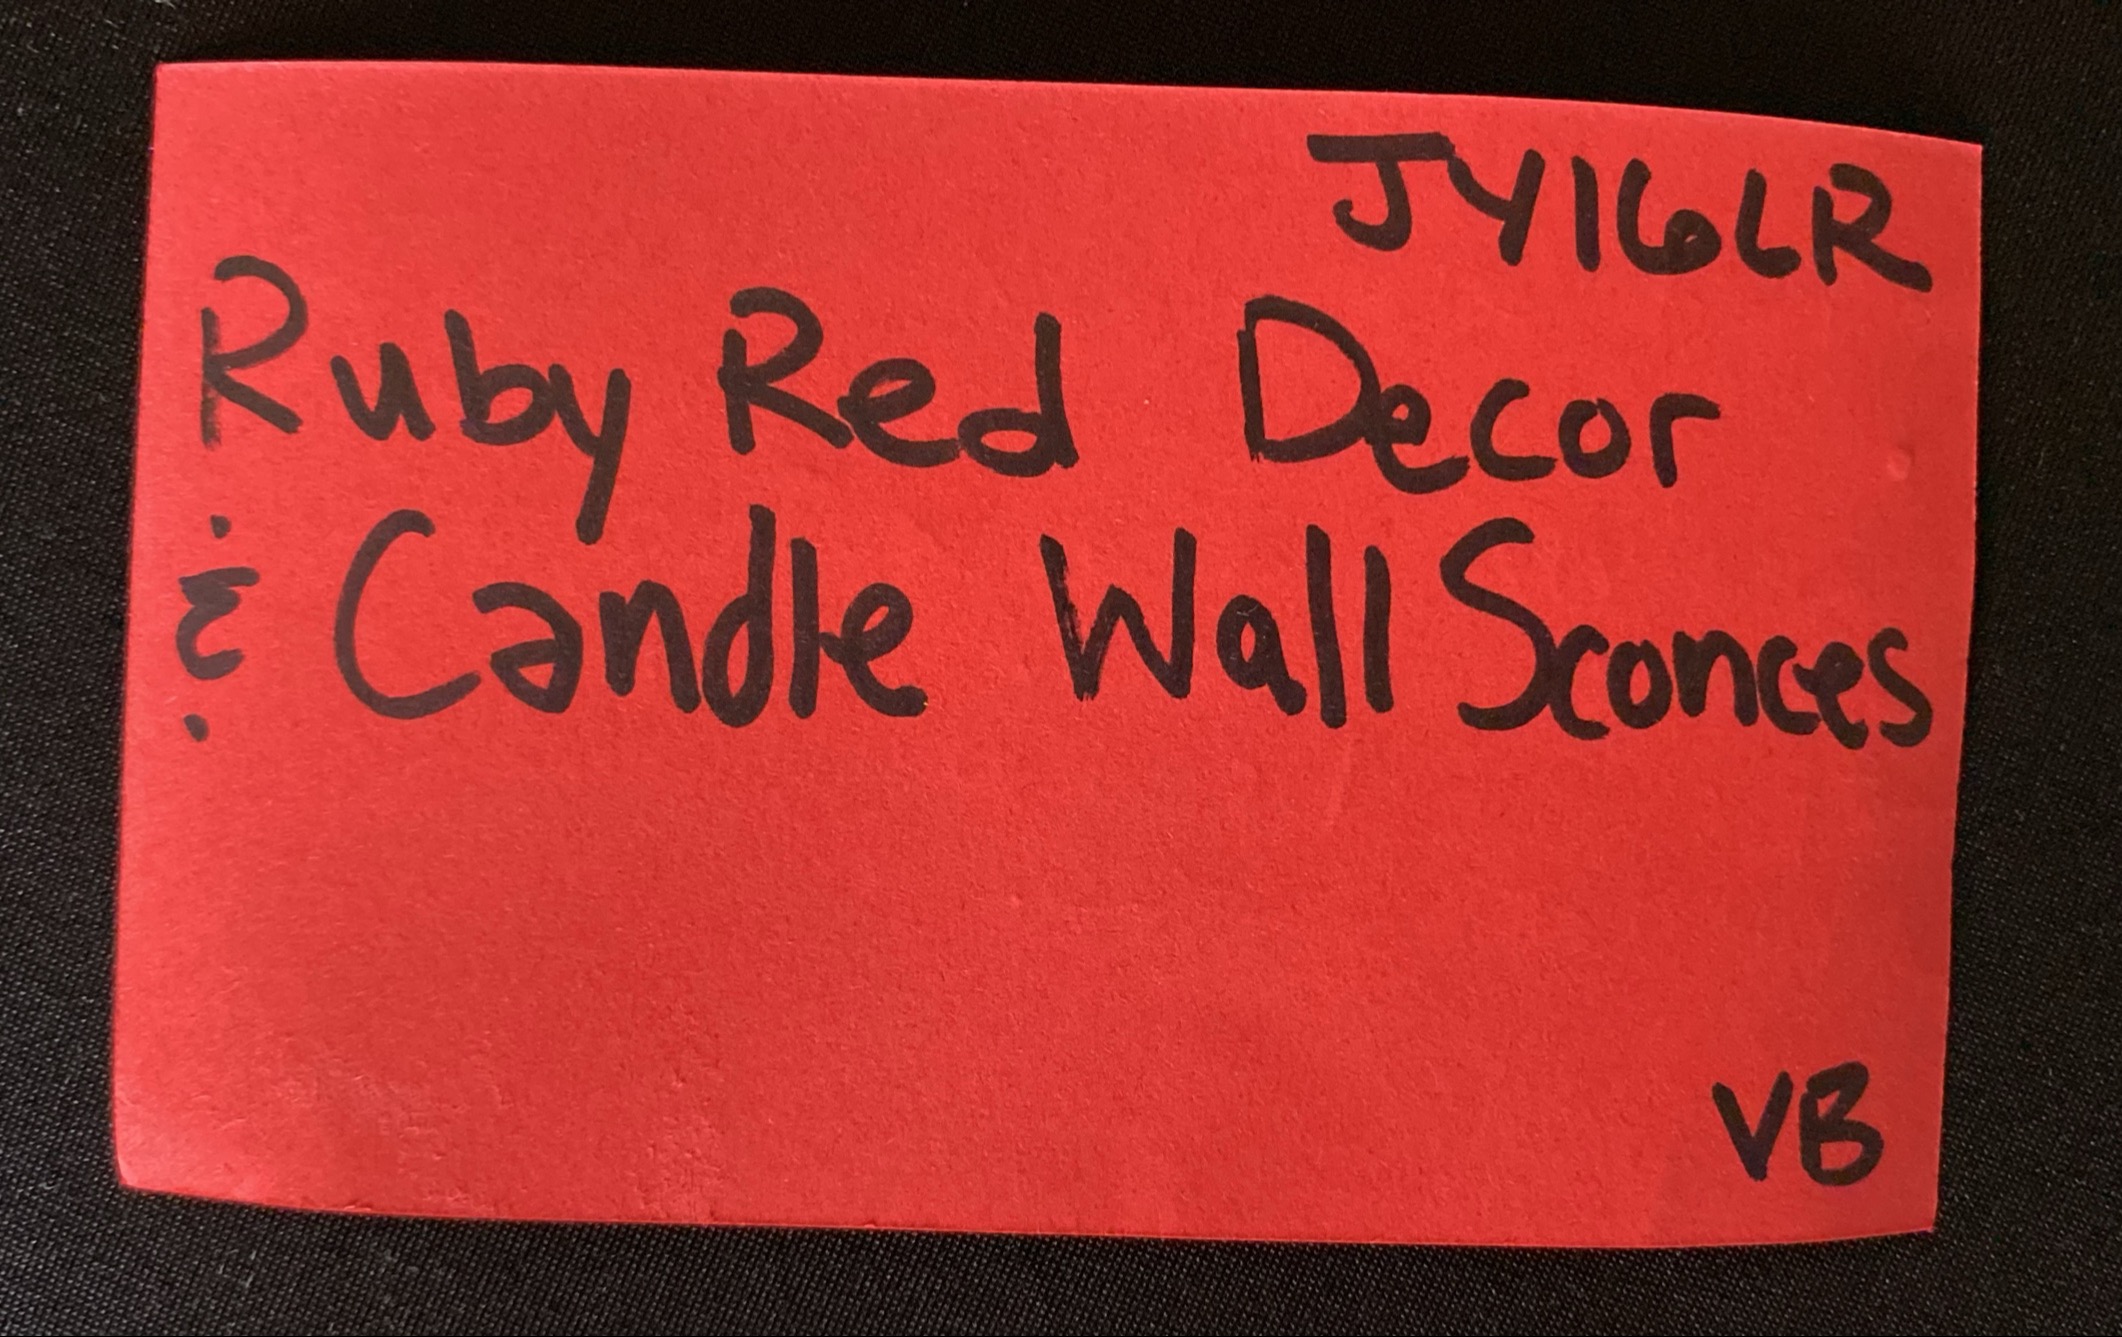 JY16LR
Ruby Red Decor
& Candle Wall Sconces
VB